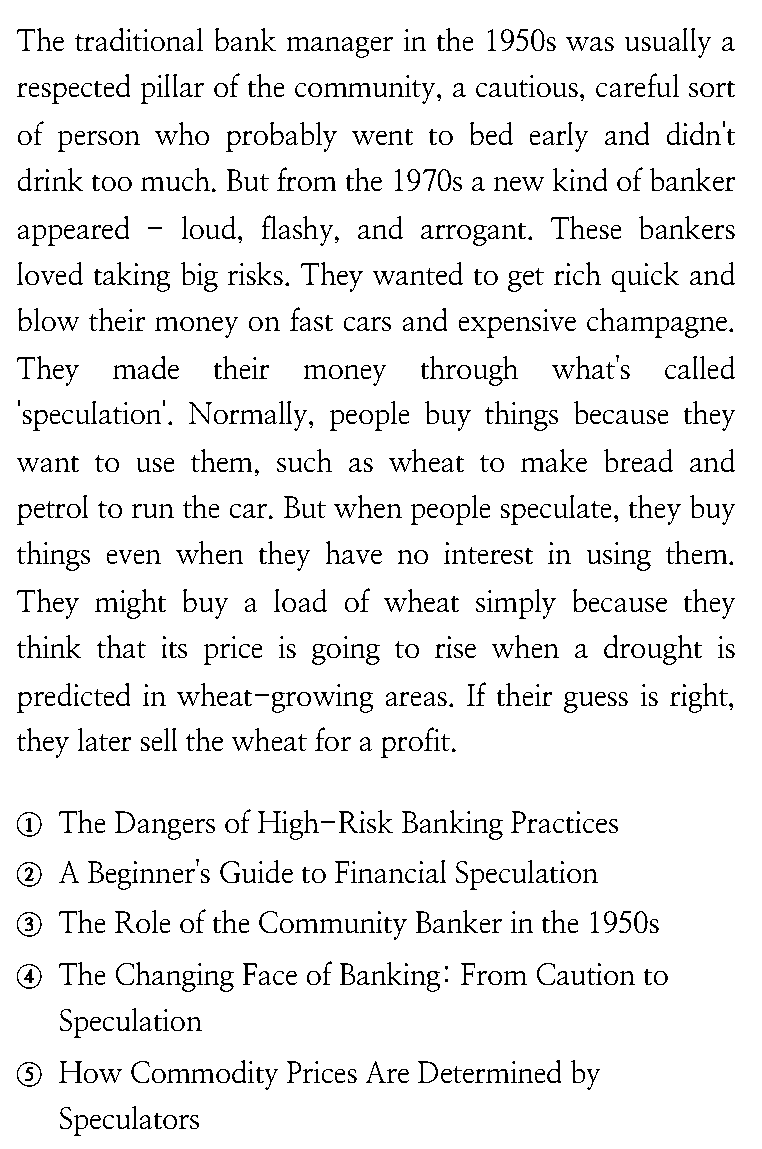 The traditional bank manager in the 1950s was usually a
respected pillar of the community, a cautious, careful sort
of person who probably went to bed early and didn't
drink too much. But from the 1970s a new kind of banker
appeared - loud, flashy, and arrogant. These bankers
loved taking big risks. They wanted to get rich quick and
blow their money on fast cars and expensive champagne.
They made their money through what's called
'speculation'. Normally, people buy things because they
want to use them, such as wheat to make bread and
petrol to run the car. But when people speculate, they buy
things even when they have no interest in using them.
They might buy a load of wheat simply because they
think that its price is going to rise when a drought is
predicted in wheat-growing areas. If their guess is right,
they later sell the wheat for a profit.
① The Dangers of High-Risk Banking Practices
② A Beginner's Guide to Financial Speculation
③ The Role of the Community Banker in the 1950s
④ The Changing Face of Banking: From Caution to
Speculation
⑤ How Commodity Prices Are Determined by
Speculators